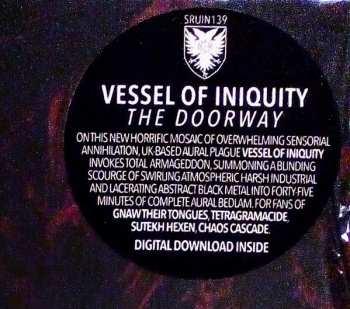 SRUIN139
VESSEL OF INIQUITY
THE DOORWAY
ON THIS NEW HORRIFIC MOSAIC OF OVERWHELMING SENSORIAL
ANNIHILATION, UK-BASED AURAL PLAGUE VESSEL OF INIQUITY
INVOKES TOTAL ARMAGEDDON, SUMMONING A BLINDING
SCOURGE OF SWIRLING ATMOSPHERIC HARSH INDUSTRIAL
AND LACERATING ABSTRACT BLACK METAL INTO FORTY FIVE
MINUTES OF COMPLETE AURAL BEDLAM. FOR FANS OF
GNAW THEIR TONGUES, TETRAGRAMACIDE,
SUTEKH HEXEN, CHAOS CASCADE.
DIGITAL DOWNLOAD INSIDE